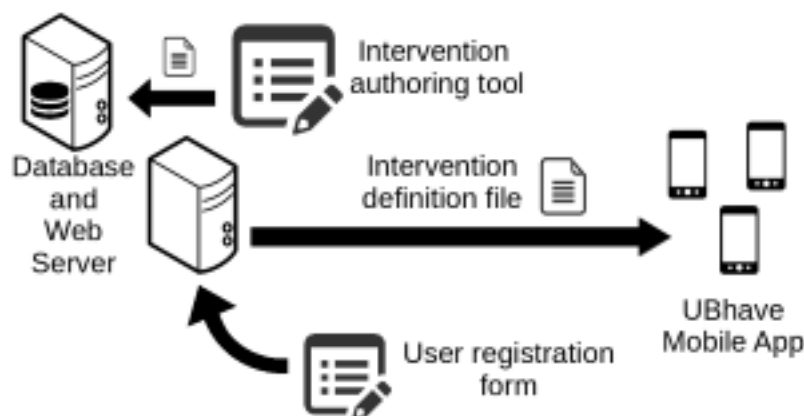 Intervention
authoring tool
Database
and
Web
Server
Intervention
definition file
UBhave
Mobile App
User registration
form